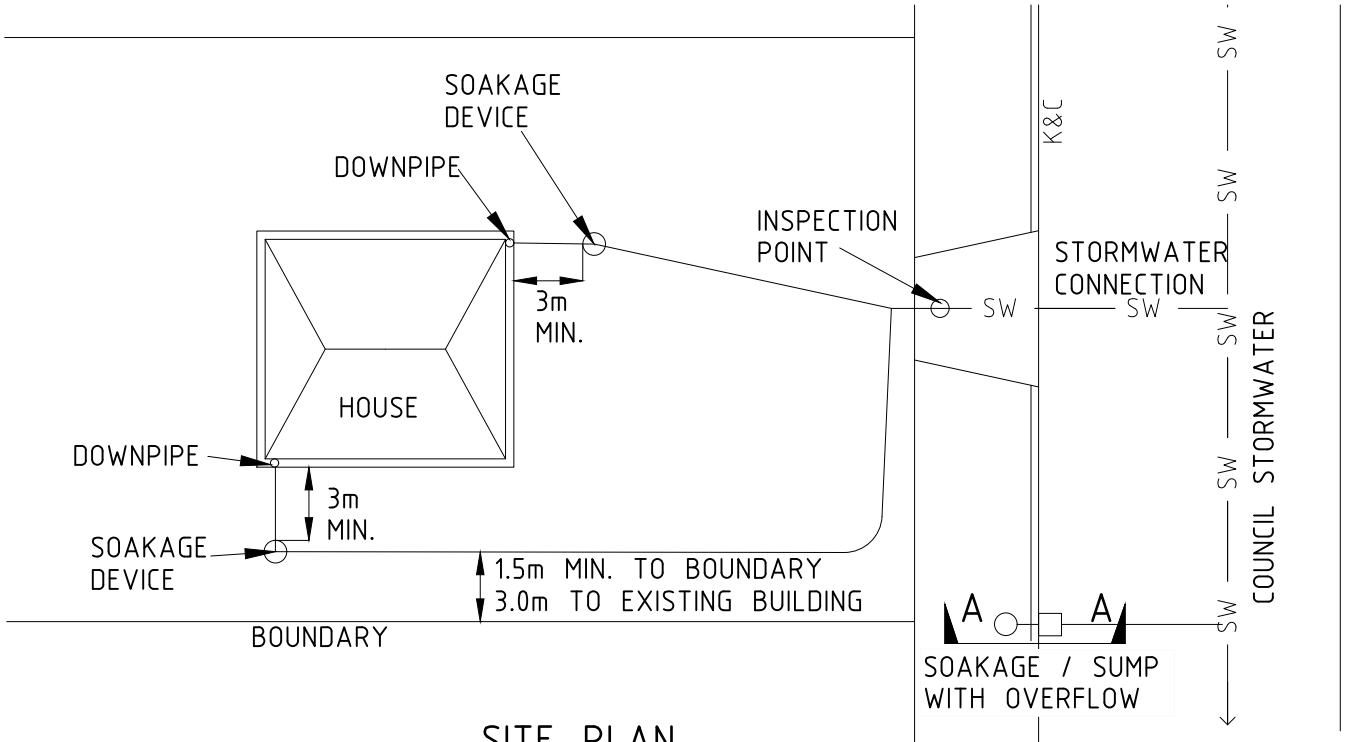 SOAKAGE
DEVICE
DOWNPIPE
INSPECTION
POINT
3m
MIN.
HOUSE
DOWNPIPE
3m
MIN.
SOAKAGE
DEVICE
1.5m MIN. TO BOUNDARY
3.0m TO EXISTING BUILDING
BOUNDARY
K&C
STORMWATER
CONNECTION
SW
SW
SW
SW
SW
SW
SW
COUNCIL STORMWATER
A A
SOAKAGE / SUMP
WITH OVERFLOW
SITE PLAN